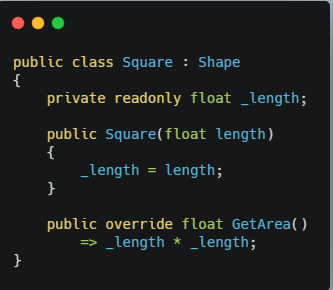 public class Square : Shape
{
    private readonly float _length;

    public Square(float length)
    {
        _length = length;
    }

    public override float GetArea()
        => _length * _length;
}